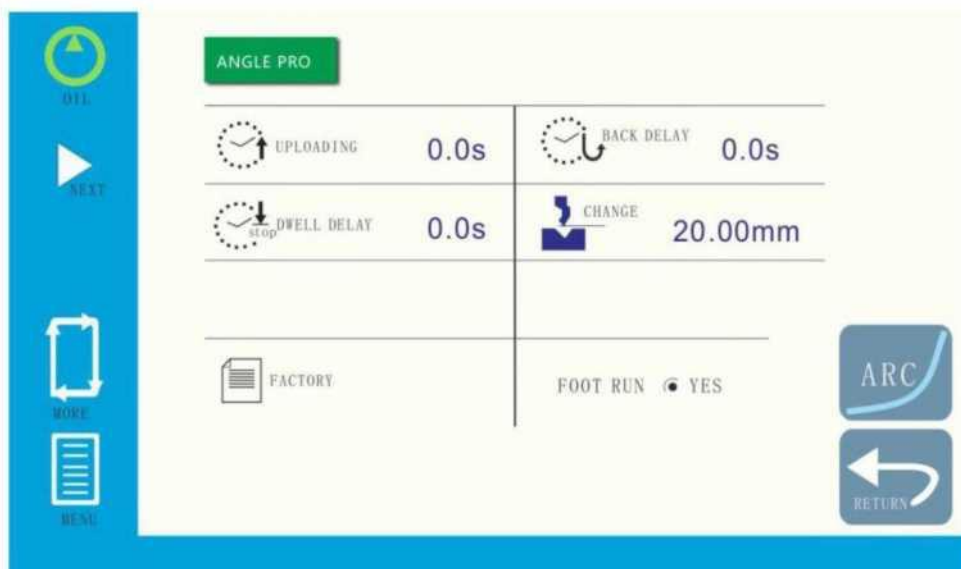 OIL
NEXT
MORE
MENU
ANGLE PRO
UPLOADING 0.0s
BACK DELAY 0.0s
stop DWELL DELAY 0.0s
CHANGE 20.00mm
FACTORY
FOOT RUN YES
ARC
RETURN